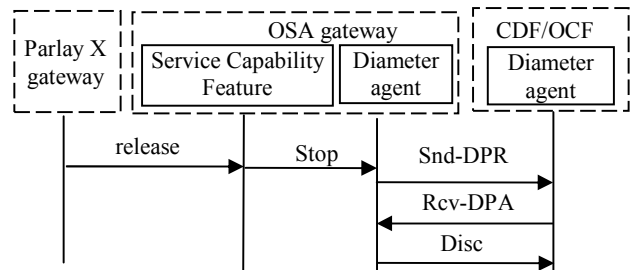 OSA gateway
CDF/OCF
Parlay X
gateway
Service Capability
Feature
Diameter
agent
Diameter
agent
release
Stop
Snd-DPR
Rcv-DPA
Disc